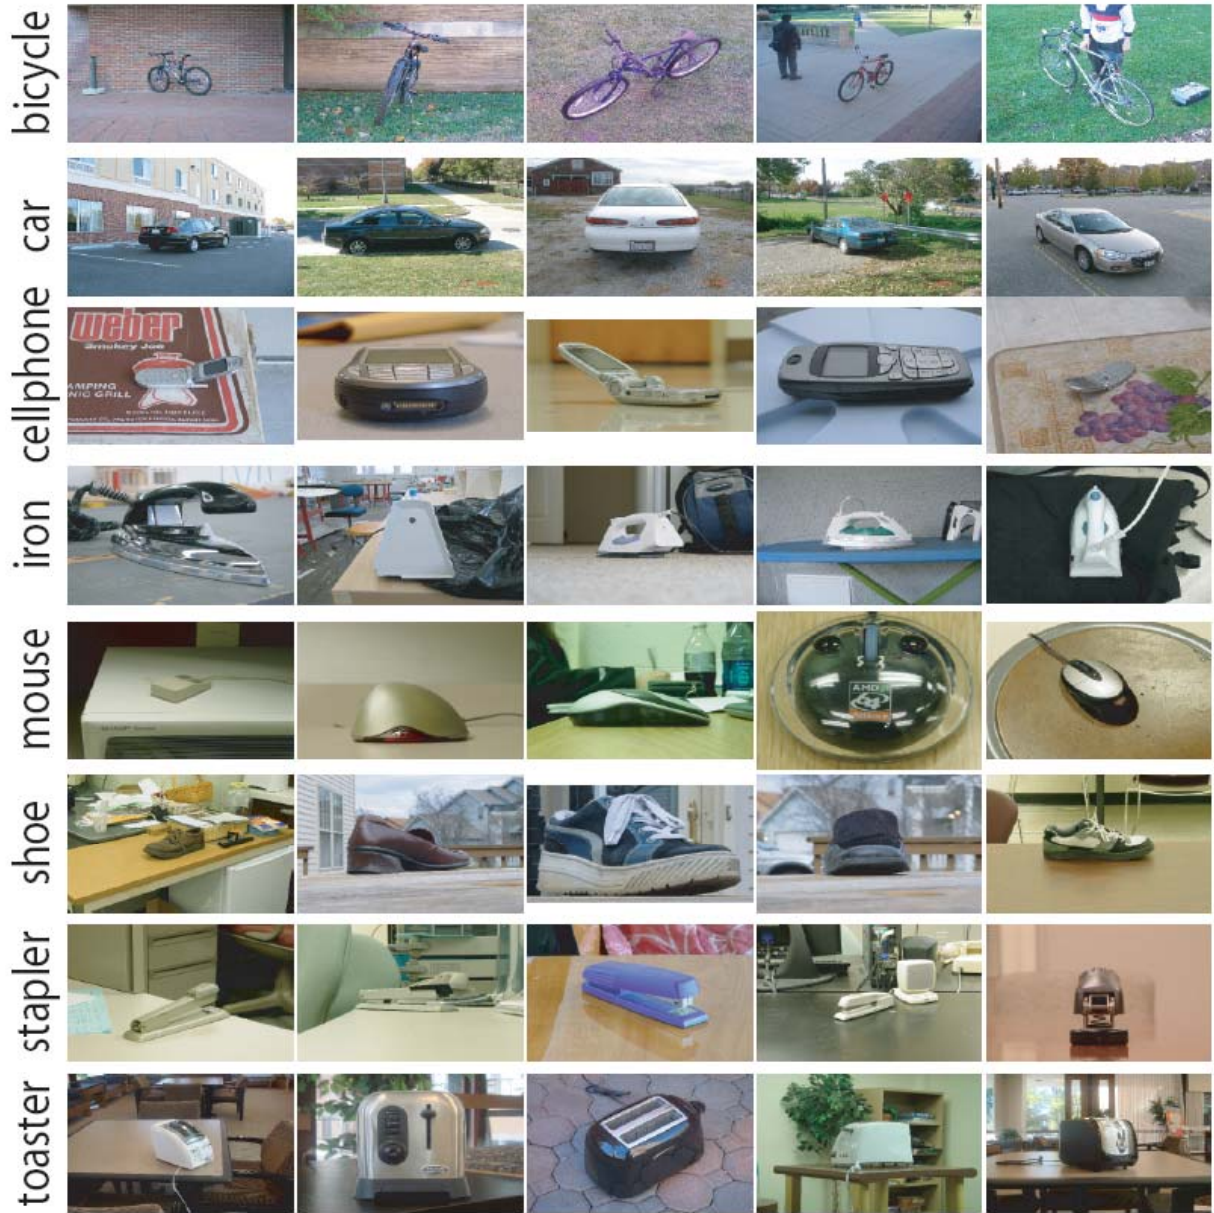 bicycle
car
cellphone
weber
Smokey Joe
AMPING
NIC GRILL
iron
mouse
AMD
shoe
stapler
toaster